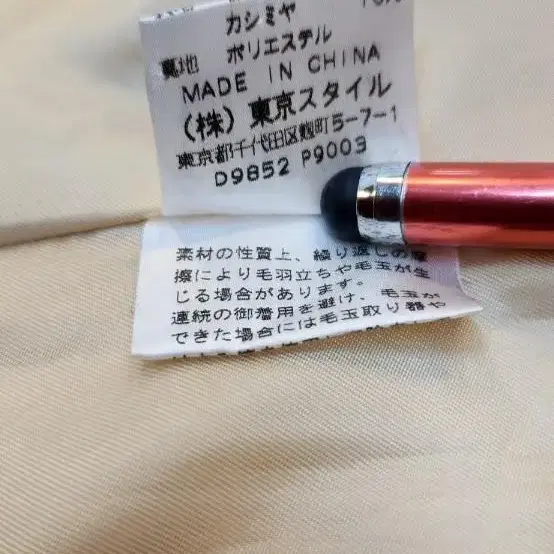 カシミヤ
裏地 ポリエステル
MADE IN CHINA
(株)東京スタイル
東京都千代田区麹町5-7-1
D9852 P9003
素材の性質上、繰り返しの摩
擦により毛羽立ちや毛玉が生
じる場合があります。
連続の御着用を避け、毛玉が
できた場合には毛玉取り器や